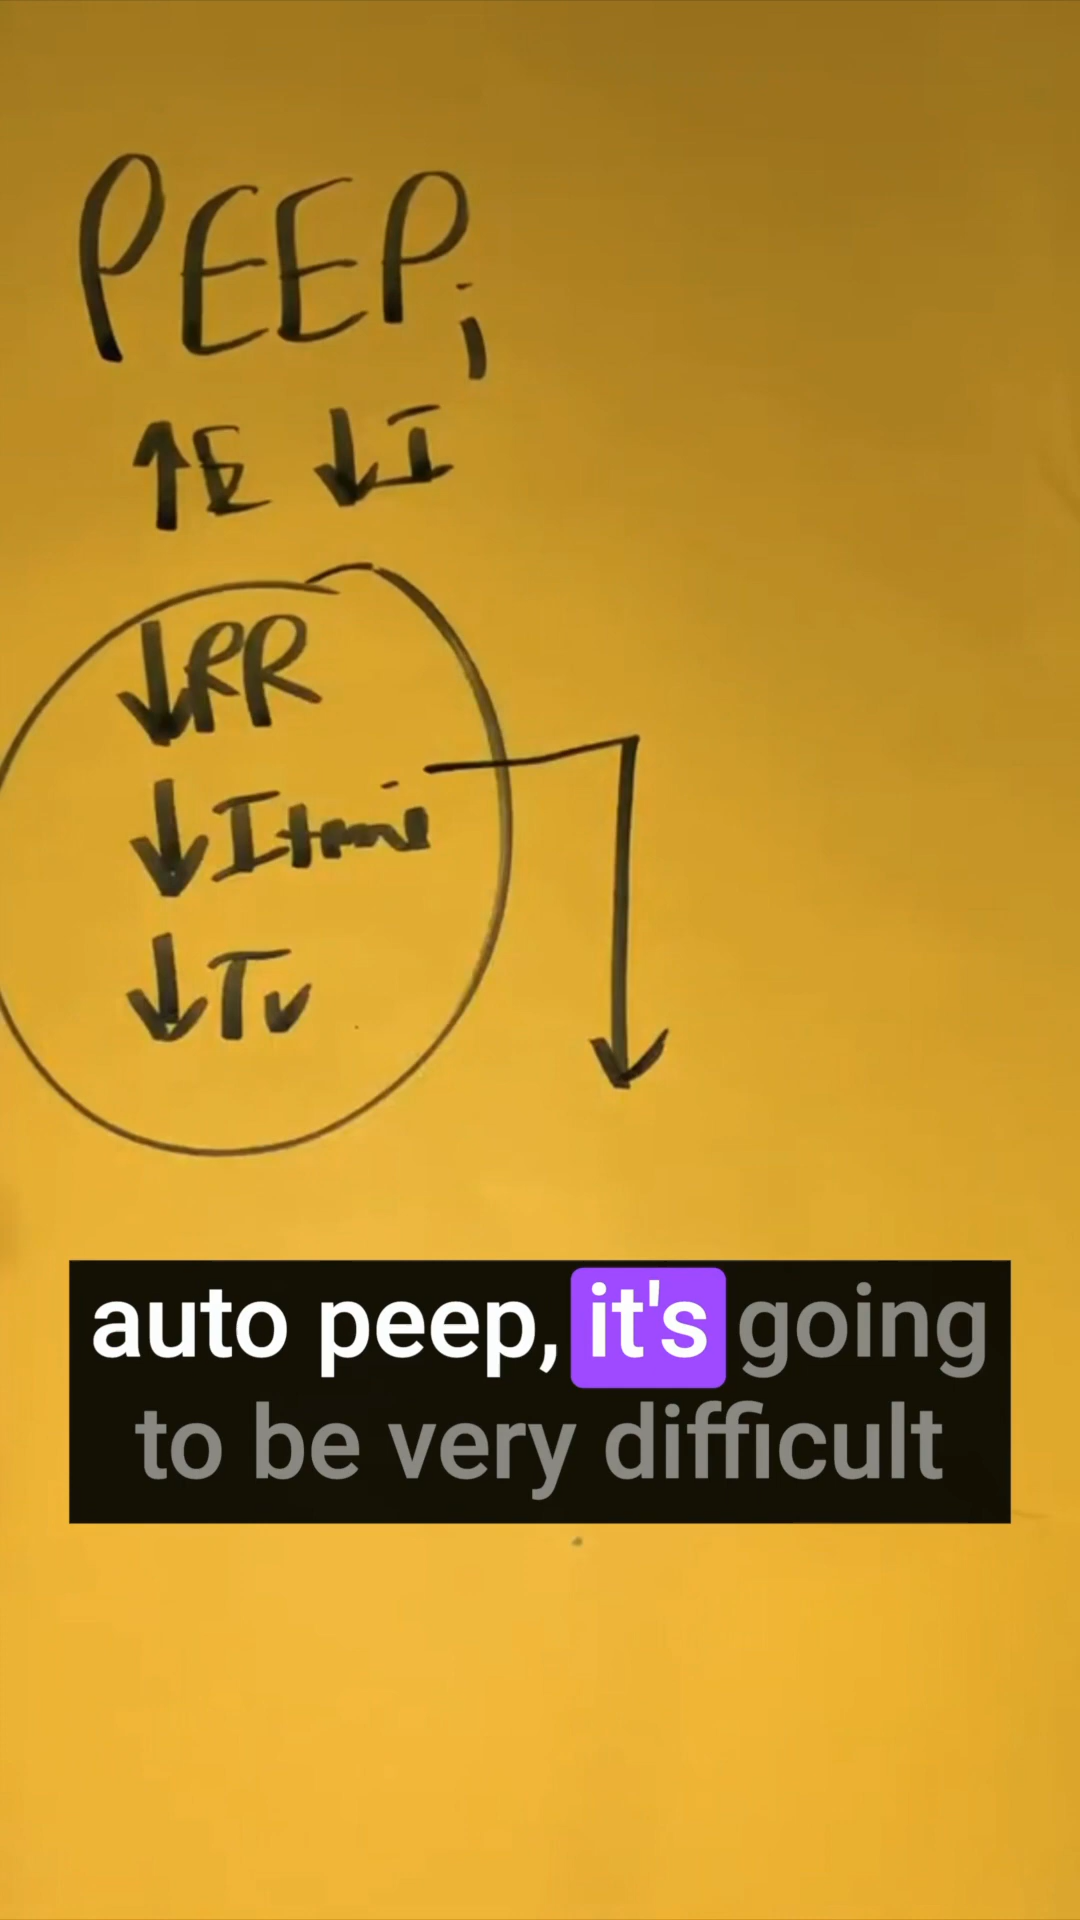 PEEPi
↑E ↓I
↓RR
↓Itime
↓Tv
auto peep, it's going
to be very difficult